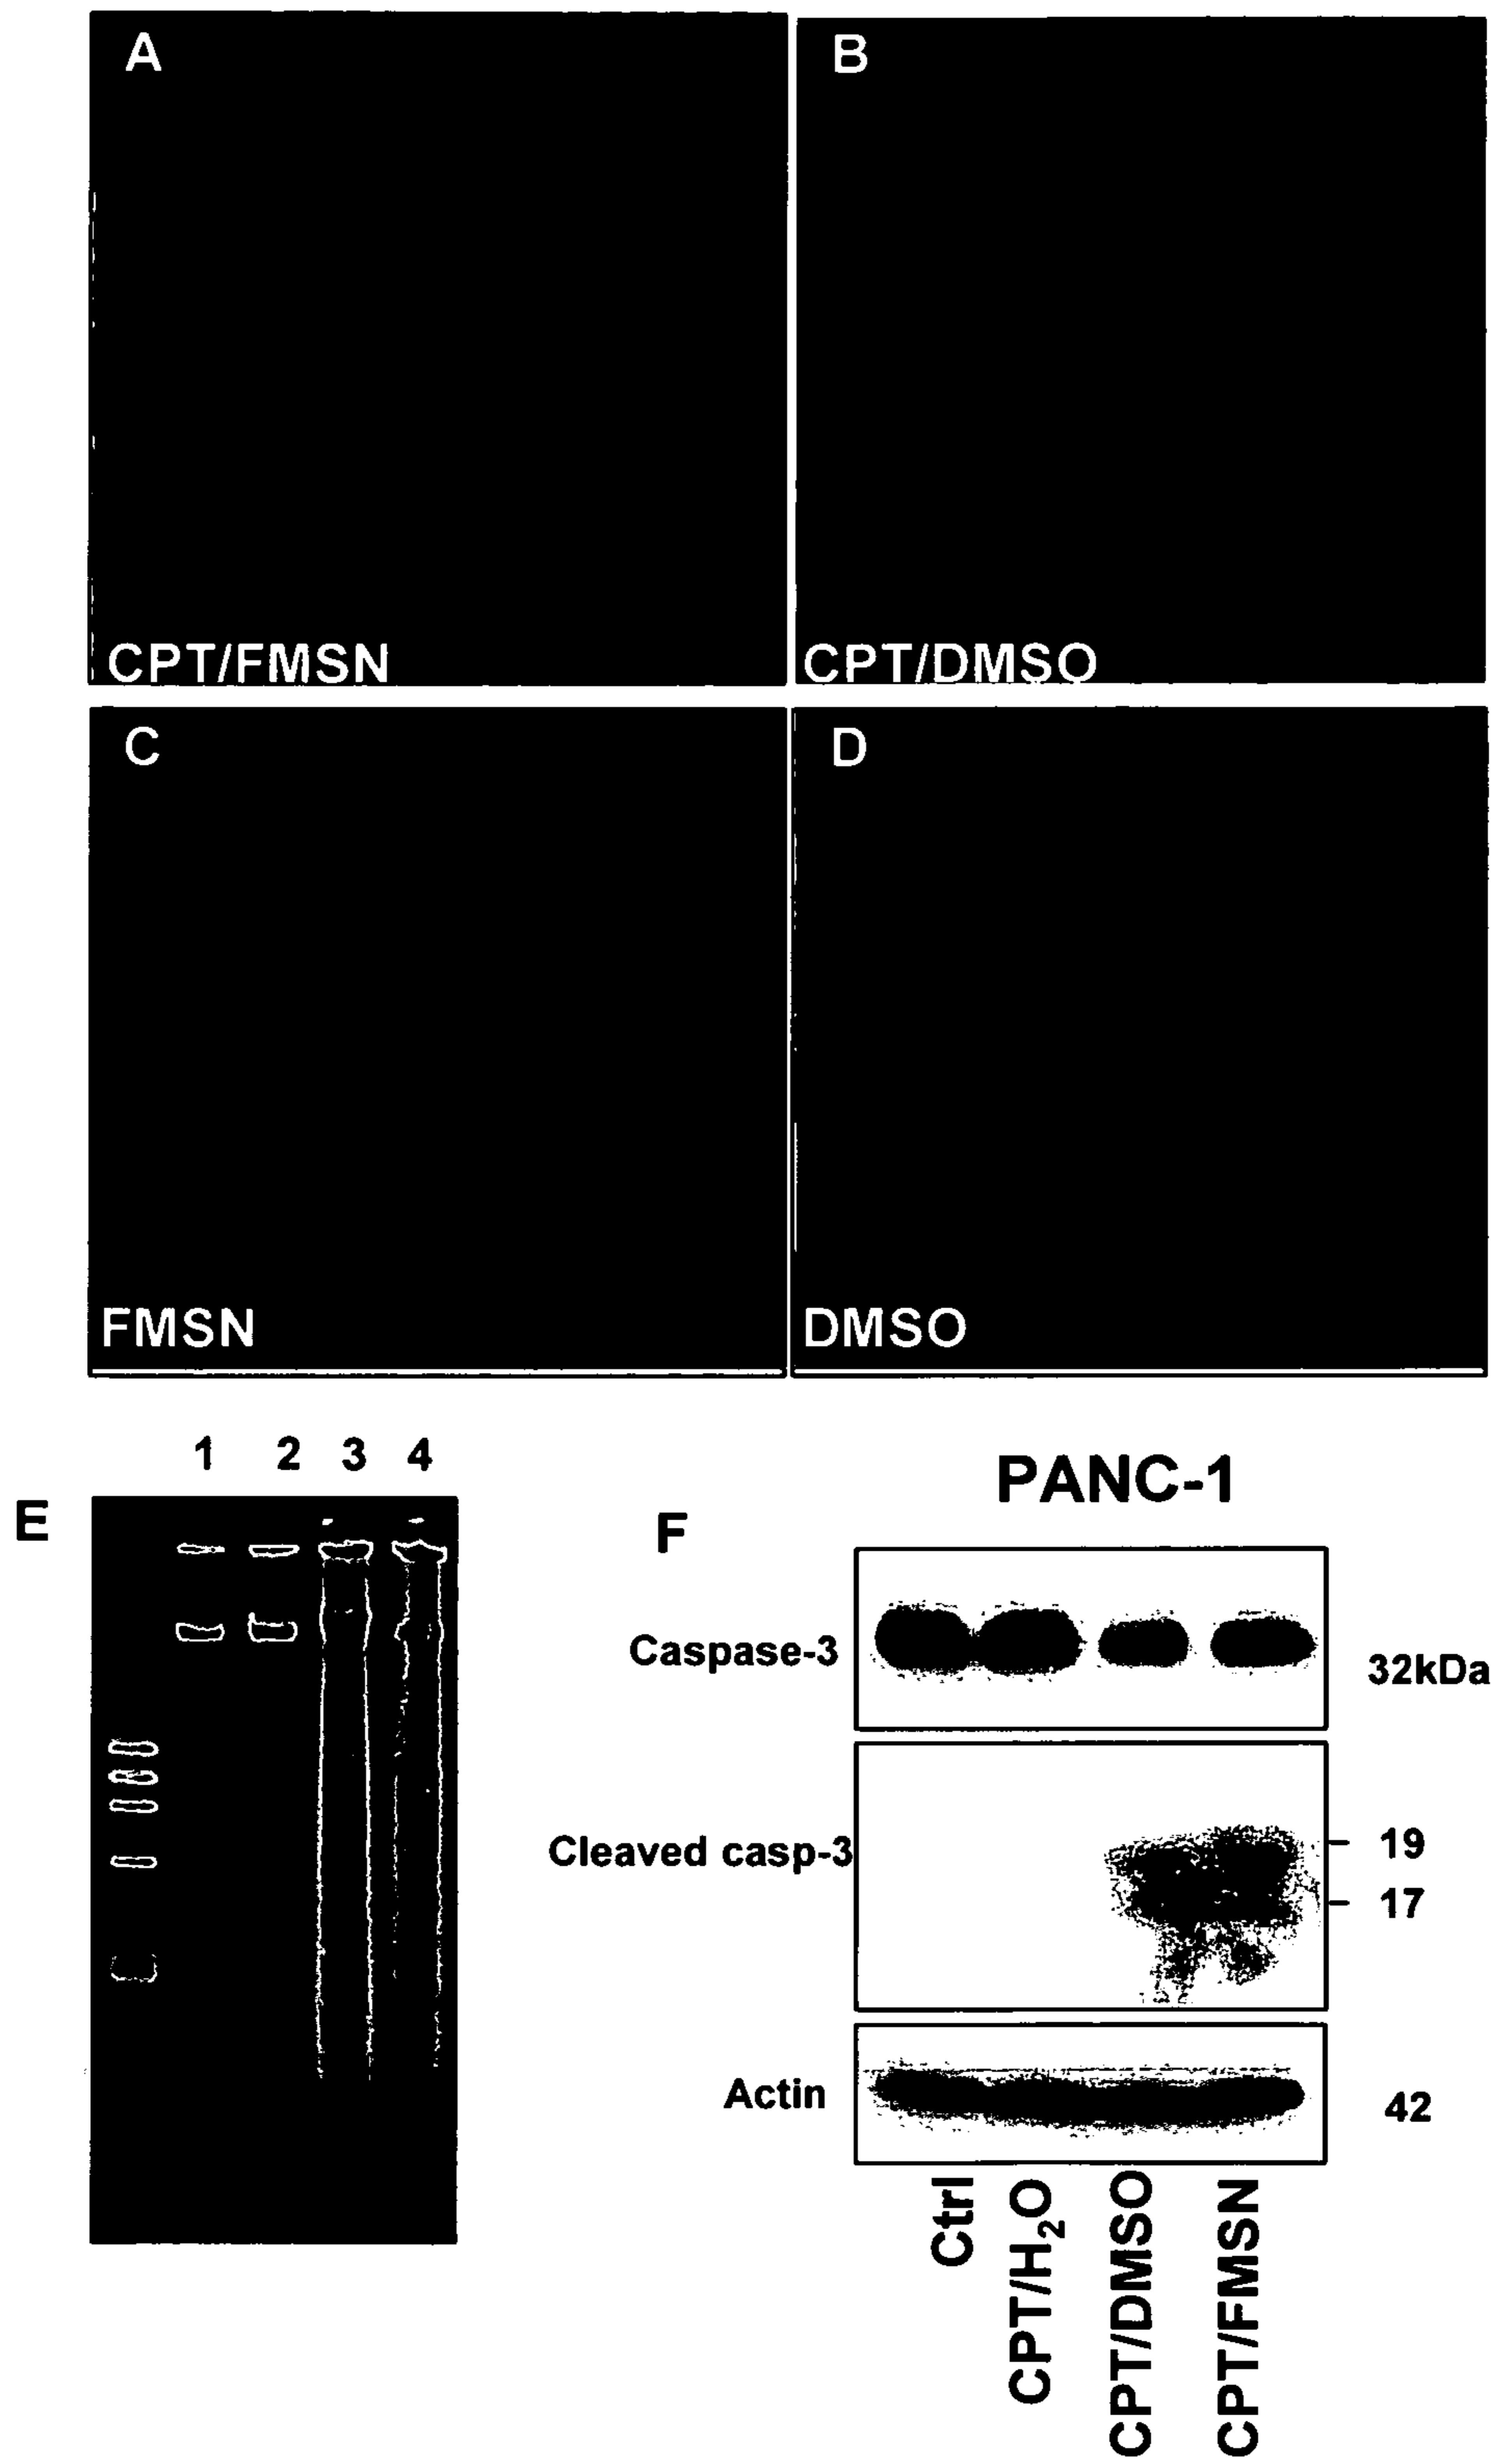 A
B
CPT/FMSN
CPT/DMSO
C
D
FMSN
DMSO
1 2 3 4
E
PANC-1
F
Caspase-3
32kDa
Cleaved casp-3
19
17
Actin
42
Ctrl
CPT/H₂O
CPT/DMSO
CPT/FMSN